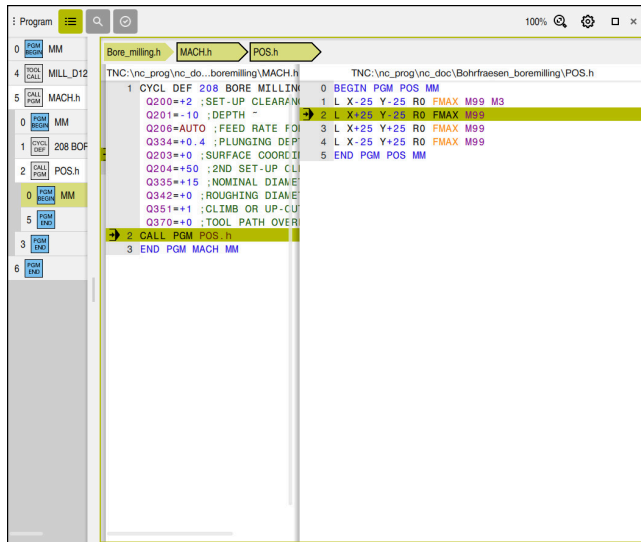 Program
100%
0 PGM BEGIN MM
4 TOOL CALL MILL_D12
5 CALL PGM MACH.h
0 PGM BEGIN MM
1 CYCL DEF 208 BOF
2 CALL PGM POS.h
0 PGM BEGIN MM
5 PGM END
3 PGM END
6 PGM END
Bore_milling.h MACH.h POS.h
TNC:\nc_prog\nc_do...boremilling\MACH.h
1 CYCL DEF 208 BORE MILLING
Q200=+2 ;SET-UP CLEARANC
Q201=-10 ;DEPTH ~
Q206=AUTO ;FEED RATE FOR
Q334=+0.4 ;PLUNGING DEPT
Q203=+0 ;SURFACE COORDIN
Q204=+50 ;2ND SET-UP CLE
Q335=+15 ;NOMINAL DIAMET
Q342=+0 ;ROUGHING DIAMET
Q351=+1 ;CLIMB OR UP-CUT
Q370=+0 ;TOOL PATH OVERL
2 CALL PGM POS.h
3 END PGM MACH MM
TNC:\nc_prog\nc_doc\Bohrfraesen_boremilling\POS.h
0 BEGIN PGM POS MM
1 L X-25 Y-25 R0 FMAX M99 M3
2 L X+25 Y-25 R0 FMAX M99
3 L X+25 Y+25 R0 FMAX M99
4 L X-25 Y+25 R0 FMAX M99
5 END PGM POS MM